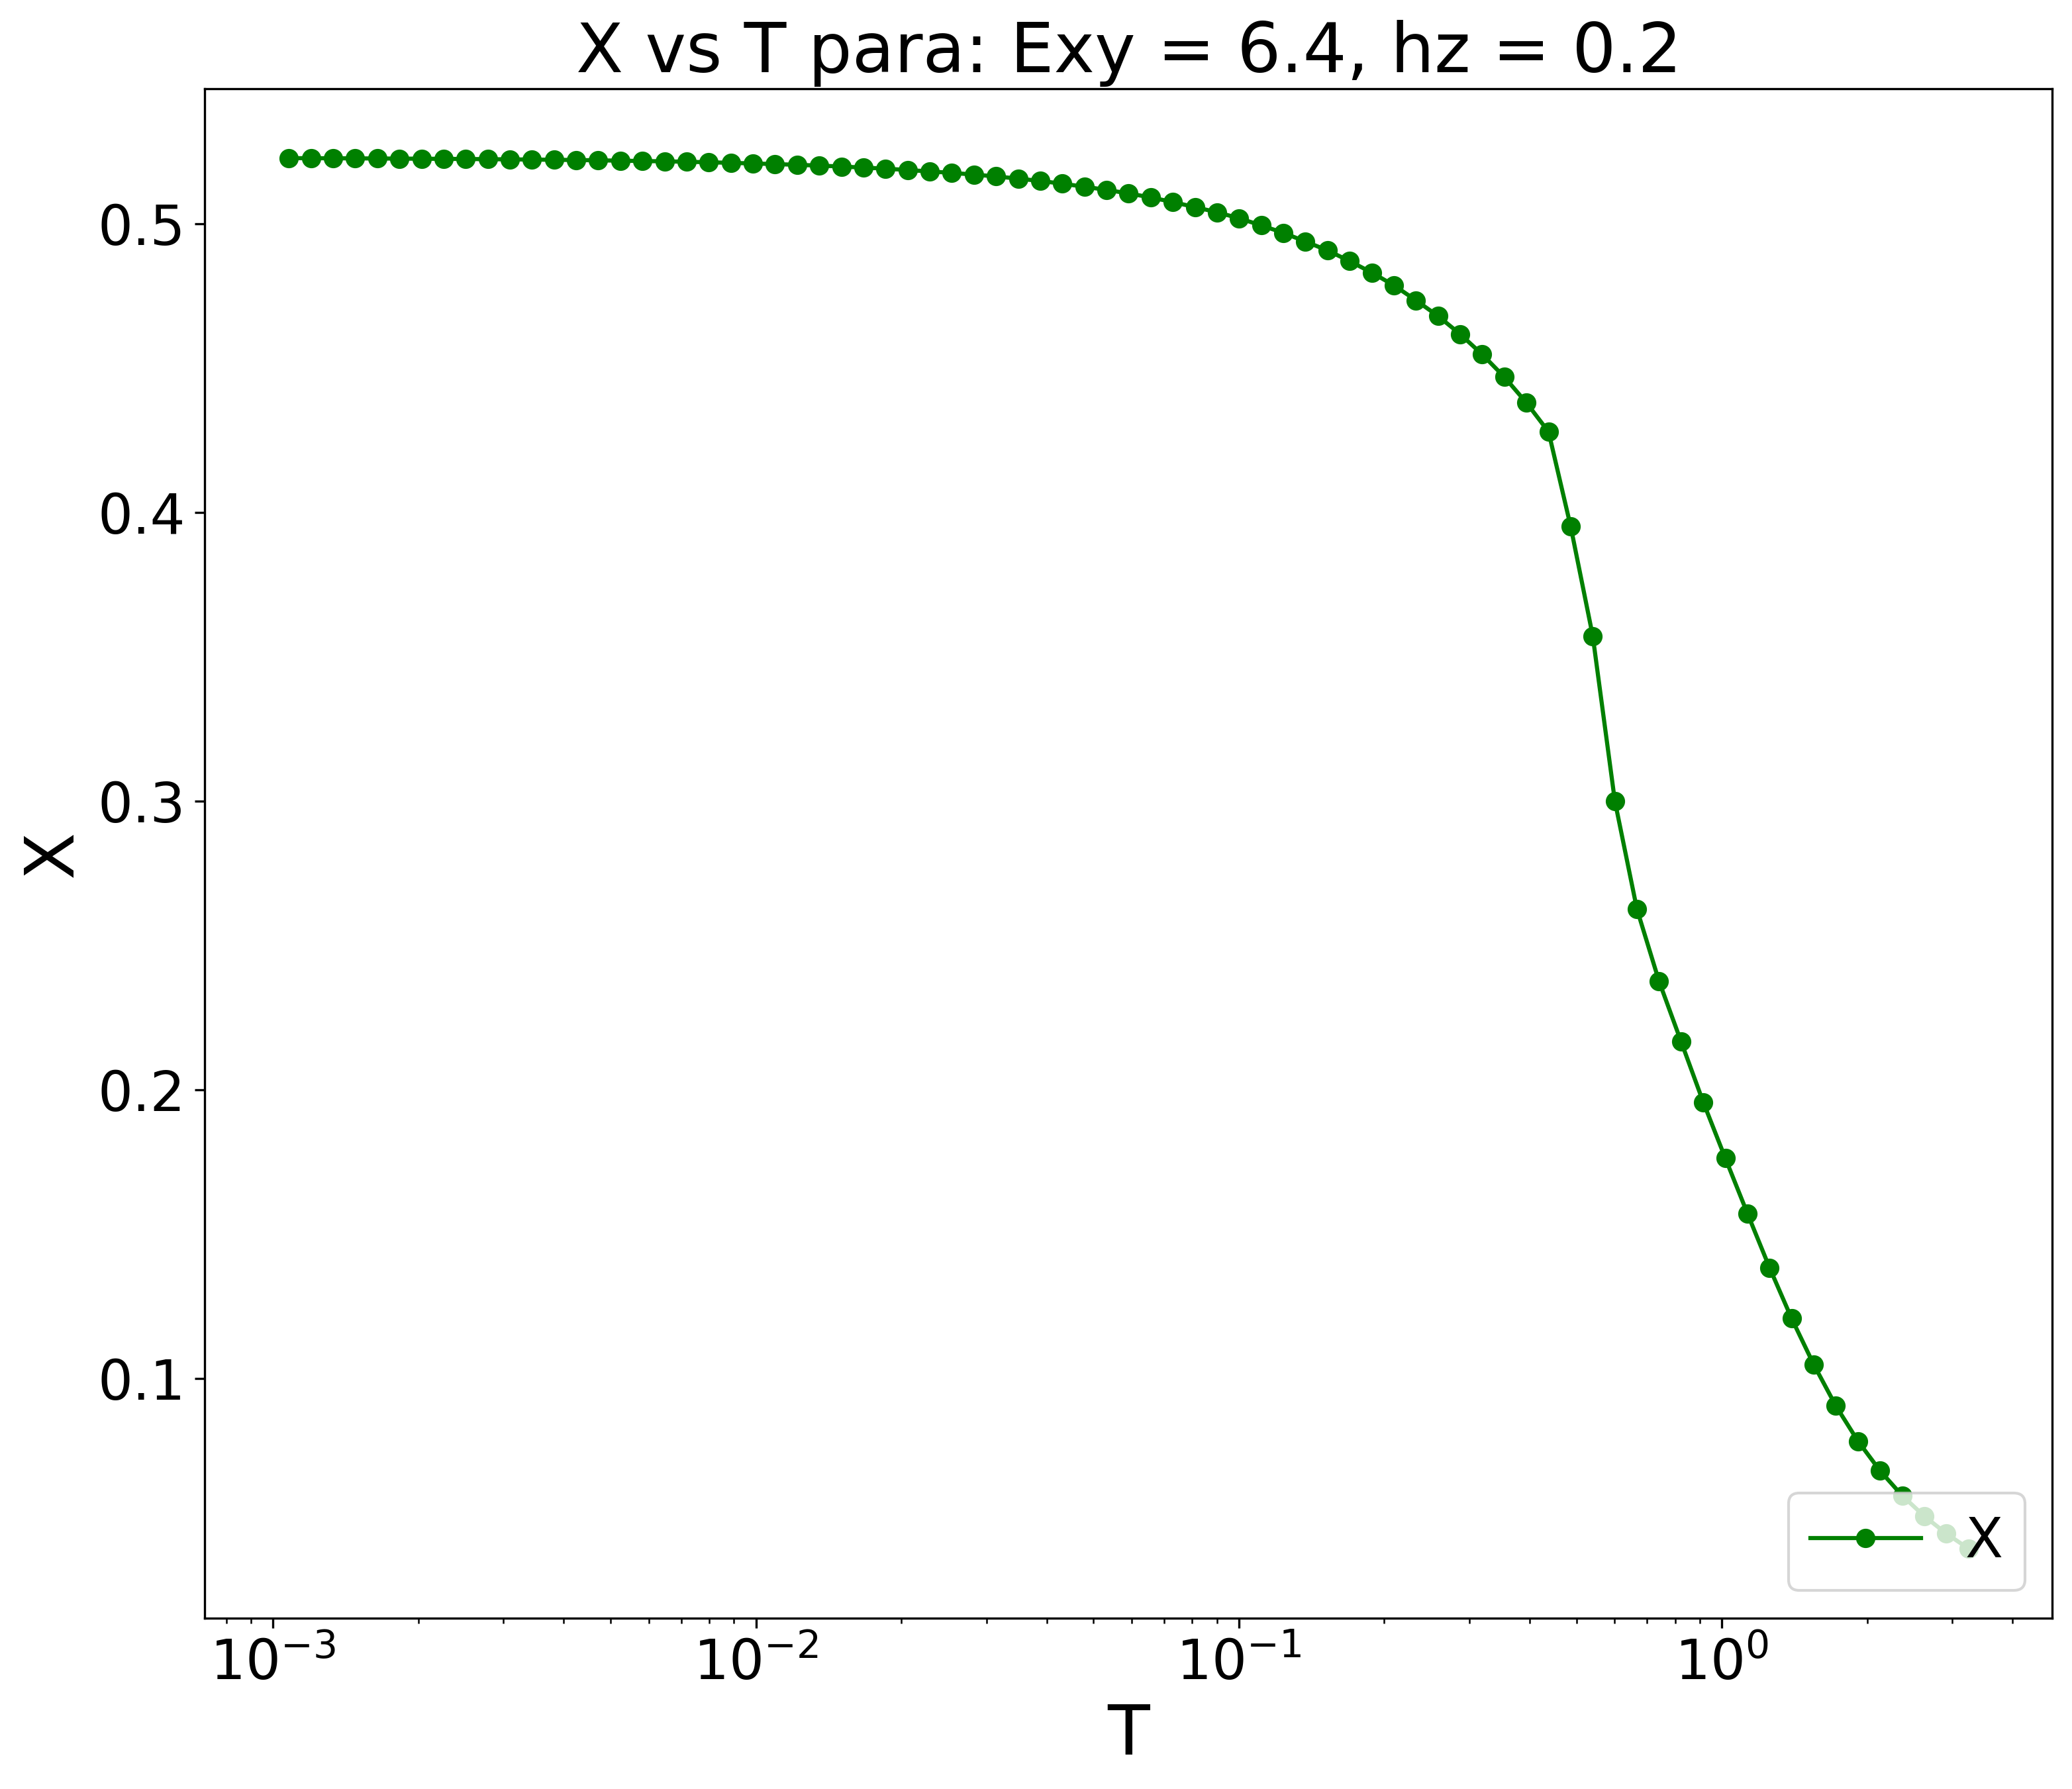 X vs T para: Exy = 6.4, hz = 0.2
X
0.5
0.4
0.3
0.2
0.1
10⁻³ 10⁻² 10⁻¹ 10⁰
T
X